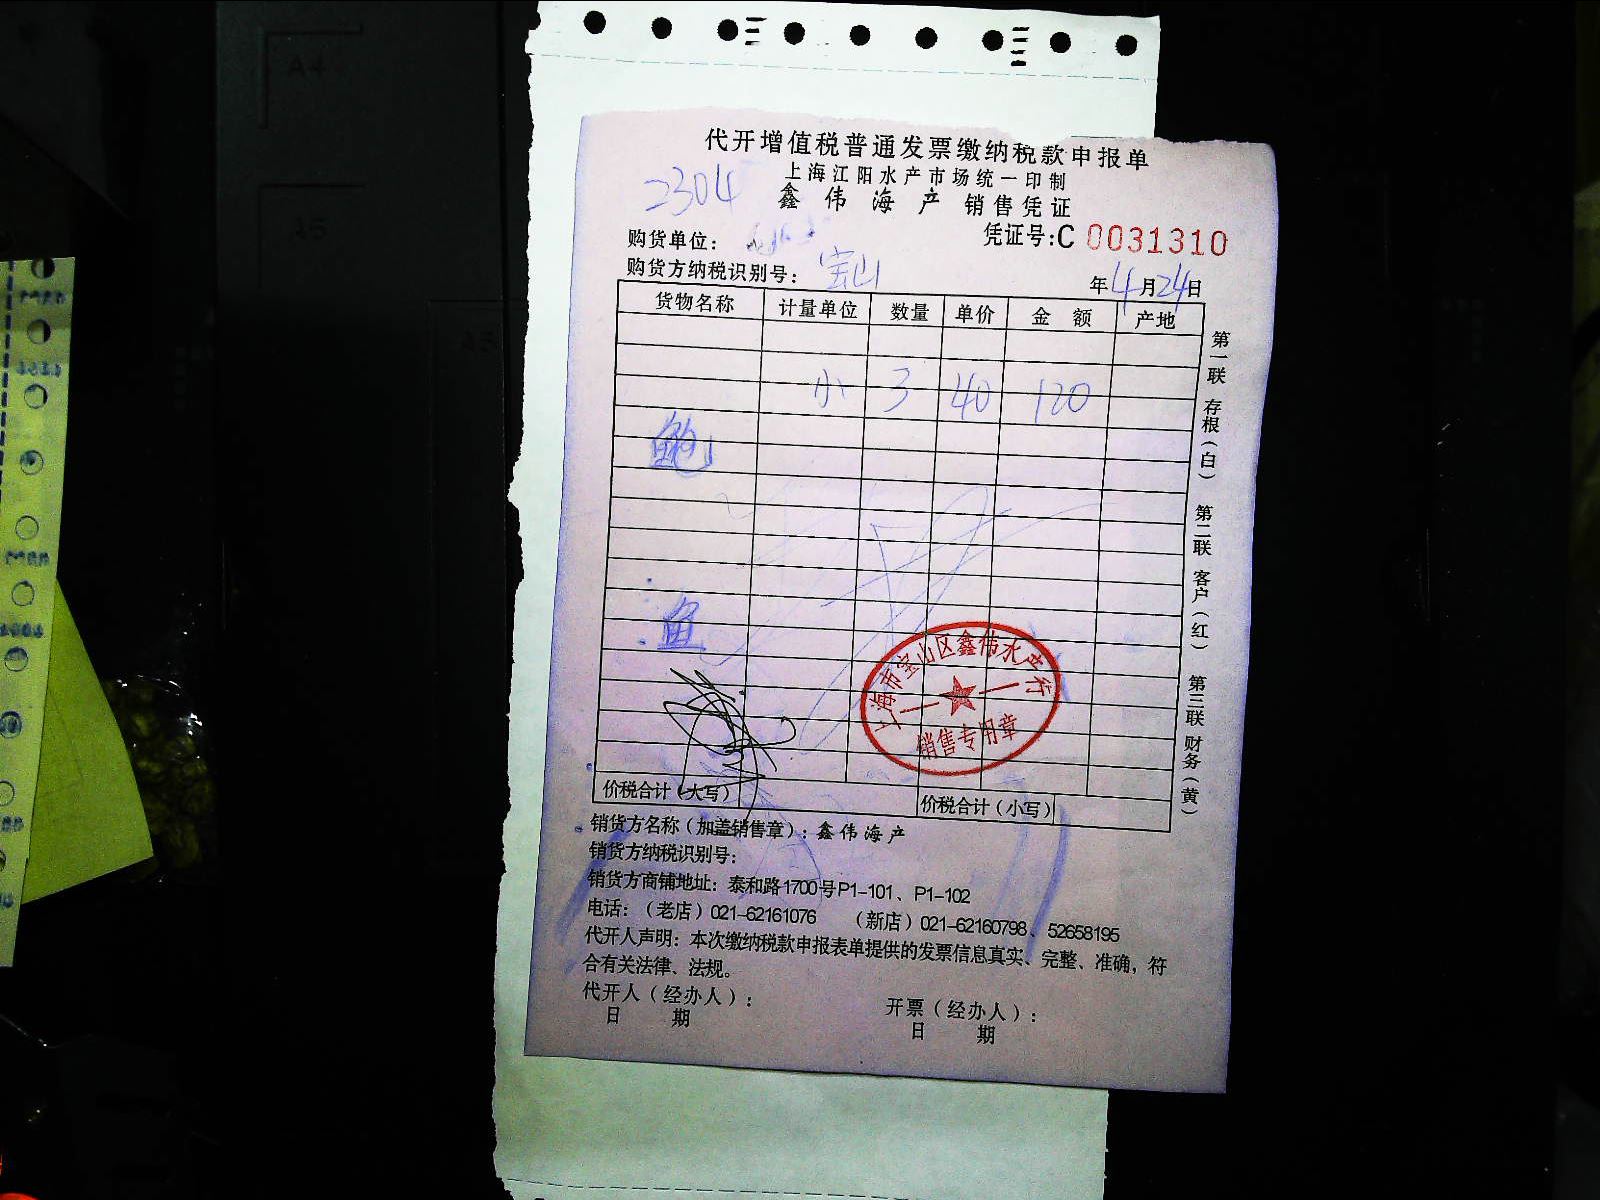 代开增值税普通发票缴纳税款申报单
上海江阳水产市场统一印制
2304
鑫伟海产 销售凭证
凭证号:C 0031310
购货单位：
购货方纳税识别号： 宝山
年4月24日
货物名称 计量单位 数量 单价 金额 产地
小 3 40 120
鲍
鱼
上海市宝山区鑫伟水产行
销售专用章
价税合计（大写） 价税合计（小写）
第一联 存根（白） 第二联 客户（红） 第三联 财务（黄）
销货方名称（加盖销售章）：鑫伟海产
销货方纳税识别号：
销货方商铺地址：泰和路1700号P1-101、P1-102
电话：（老店）021-62161076 （新店）021-62160798、52658195
代开人声明：本次缴纳税款申报表单提供的发票信息真实、完整、准确，符
合有关法律、法规。
代开人（经办人）： 开票（经办人）：
日 期 日 期
A4
A5